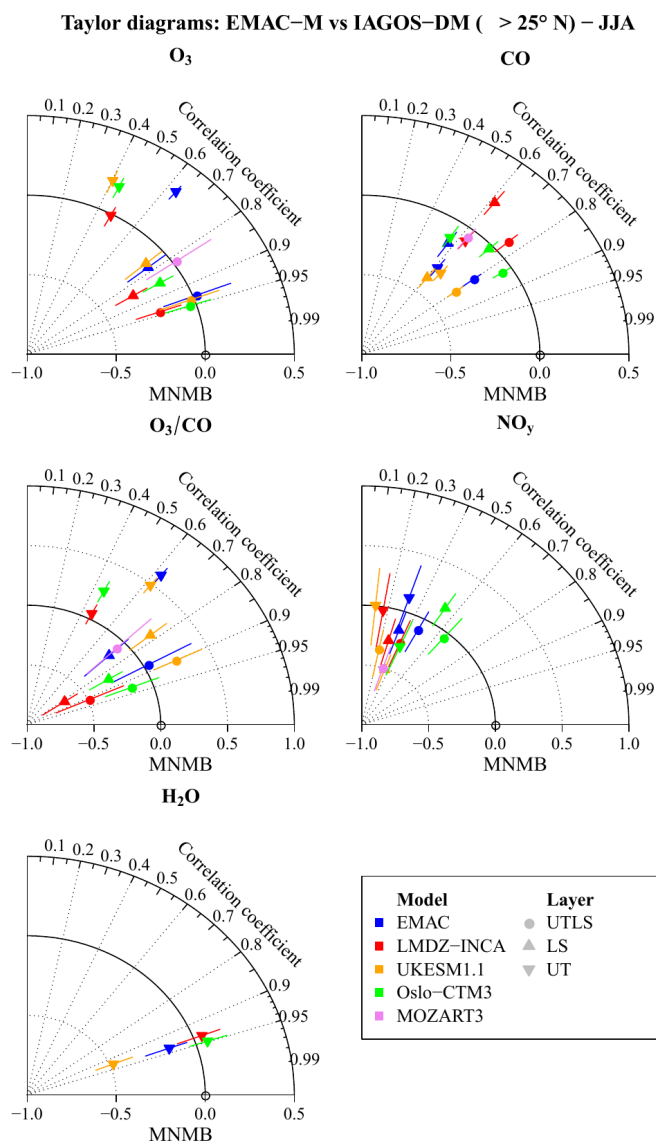 Taylor diagrams: EMAC−M vs IAGOS−DM ( > 25° N) − JJA
O3
CO
0.1 0.2 0.3 0.4 0.5 0.6 0.7 0.8 0.9 0.95 0.99
Correlation coefficient
−1.0 −0.5 0.0 0.5
MNMB
0.1 0.2 0.3 0.4 0.5 0.6 0.7 0.8 0.9 0.95 0.99
Correlation coefficient
−1.0 −0.5 0.0 0.5
MNMB
O3/CO
NOy
0.1 0.2 0.3 0.4 0.5 0.6 0.7 0.8 0.9 0.95 0.99
Correlation coefficient
−1.0 −0.5 0.0 0.5 1.0
MNMB
0.1 0.2 0.3 0.4 0.5 0.6 0.7 0.8 0.9 0.95 0.99
Correlation coefficient
−1.0 −0.5 0.0 0.5 1.0
MNMB
H2O
0.1 0.2 0.3 0.4 0.5 0.6 0.7 0.8 0.9 0.95 0.99
Correlation coefficient
−1.0 −0.5 0.0 0.5
MNMB
Model Layer
EMAC UTLS
LMDZ−INCA LS
UKESM1.1 UT
Oslo−CTM3
MOZART3